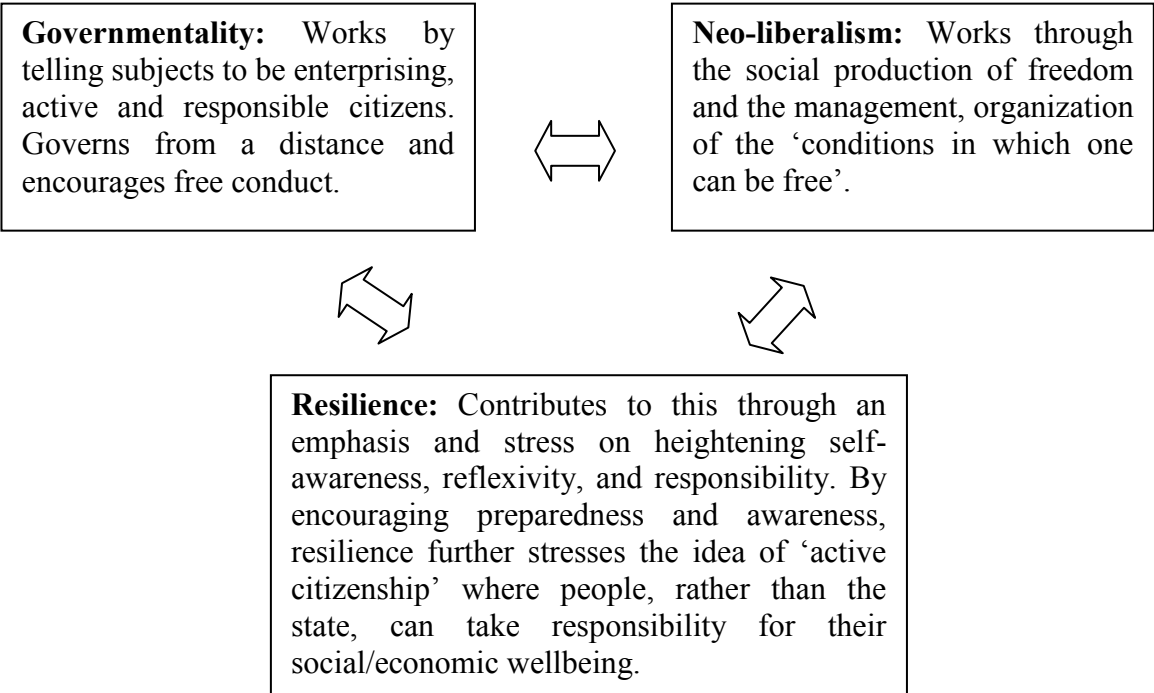 Governmentality: Works by
telling subjects to be enterprising,
active and responsible citizens.
Governs from a distance and
encourages free conduct.
Neo-liberalism: Works through
the social production of freedom
and the management, organization
of the ‘conditions in which one
can be free’.
Resilience: Contributes to this through an
emphasis and stress on heightening self-
awareness, reflexivity, and responsibility. By
encouraging preparedness and awareness,
resilience further stresses the idea of ‘active
citizenship’ where people, rather than the
state, can take responsibility for their
social/economic wellbeing.